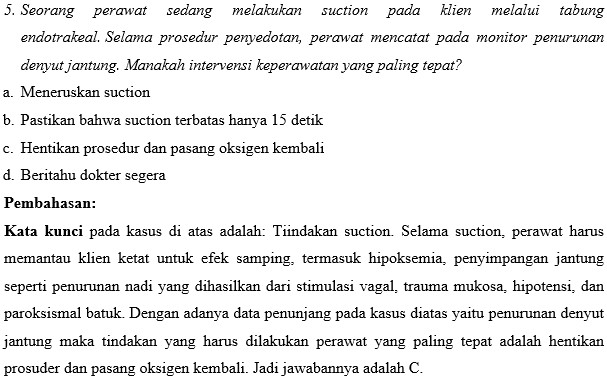 5. Seorang perawat sedang melakukan suction pada klien melalui tabung
endotrakeal. Selama prosedur penyedotan, perawat mencatat pada monitor penurunan
denyut jantung. Manakah intervensi keperawatan yang paling tepat?
a. Meneruskan suction
b. Pastikan bahwa suction terbatas hanya 15 detik
c. Hentikan prosedur dan pasang oksigen kembali
d. Beritahu dokter segera
Pembahasan:
Kata kunci pada kasus di atas adalah: Tiindakan suction. Selama suction, perawat harus
memantau klien ketat untuk efek samping, termasuk hipoksemia, penyimpangan jantung
seperti penurunan nadi yang dihasilkan dari stimulasi vagal, trauma mukosa, hipotensi, dan
paroksismal batuk. Dengan adanya data penunjang pada kasus diatas yaitu penurunan denyut
jantung maka tindakan yang harus dilakukan perawat yang paling tepat adalah hentikan
prosuder dan pasang oksigen kembali. Jadi jawabannya adalah C.